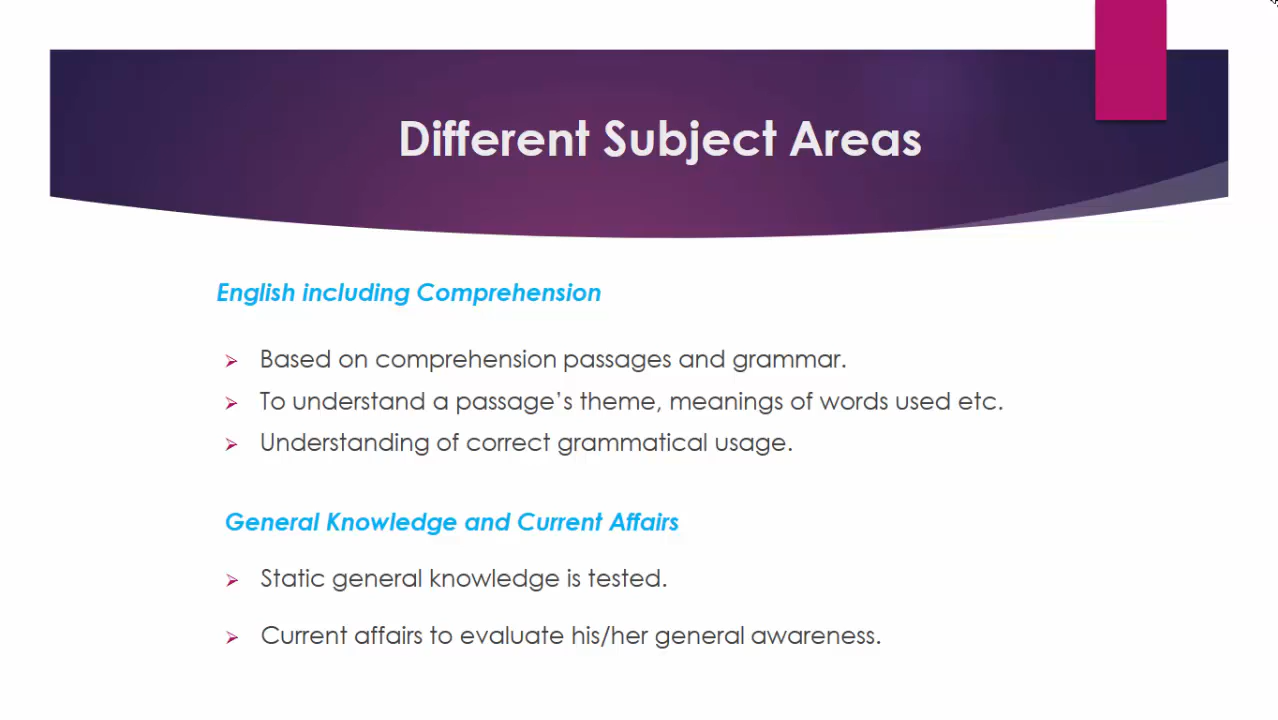 Different Subject Areas
English including Comprehension
Based on comprehension passages and grammar.
To understand a passage’s theme, meanings of words used etc.
Understanding of correct grammatical usage.
General Knowledge and Current Affairs
Static general knowledge is tested.
Current affairs to evaluate his/her general awareness.